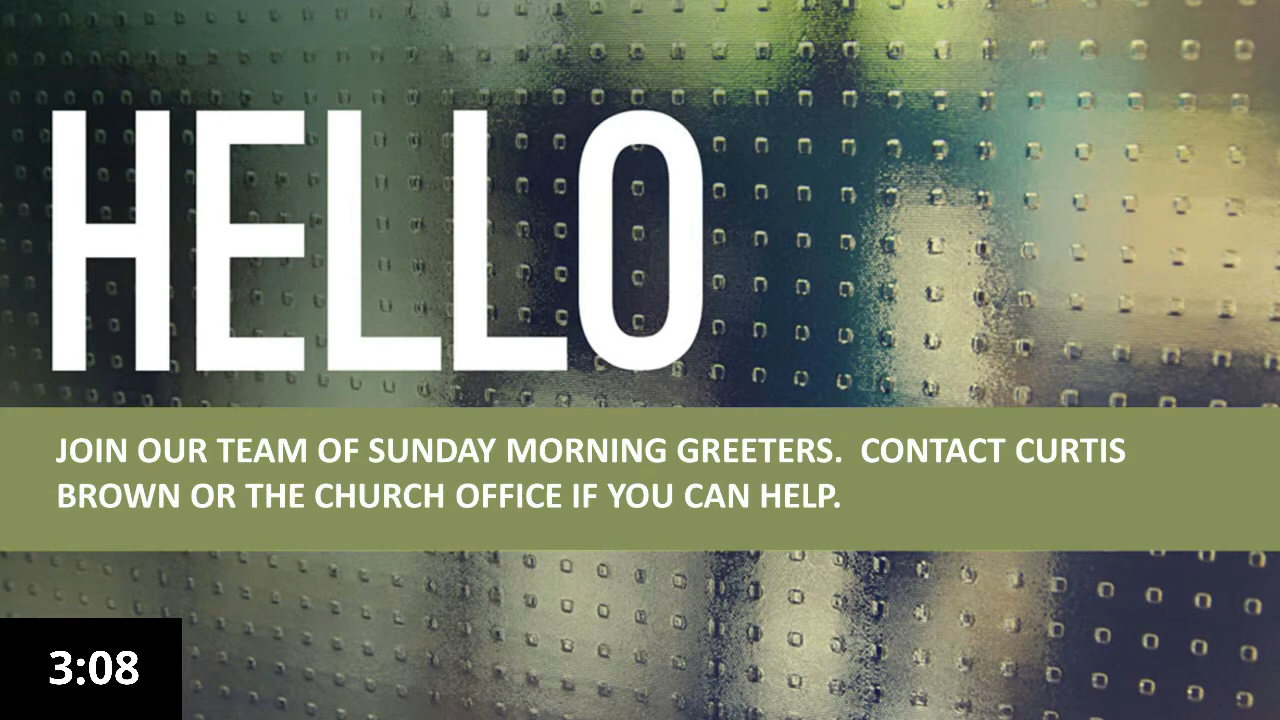 HELLO
JOIN OUR TEAM OF SUNDAY MORNING GREETERS.  CONTACT CURTIS
BROWN OR THE CHURCH OFFICE IF YOU CAN HELP.
3:08